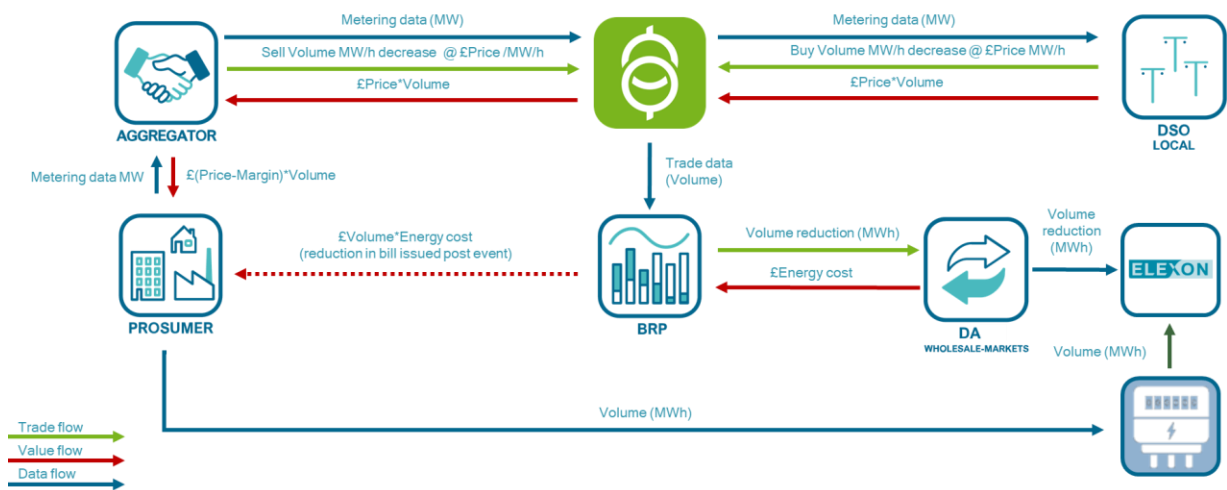 Metering data (MW)
Metering data (MW)
Sell Volume MW/h decrease @ £Price /MW/h
Buy Volume MW/h decrease @ £Price MW/h
£Price*Volume
£Price*Volume
AGGREGATOR
DSO
LOCAL
Metering data MW
£(Price-Margin)*Volume
Trade data
(Volume)
£Volume*Energy cost
(reduction in bill issued post event)
Volume reduction (MWh)
Volume
reduction
(MWh)
£Energy cost
ELEXON
PROSUMER
BRP
DA
WHOLESALE-MARKETS
Volume (MWh)
Volume (MWh)
Trade flow
Value flow
Data flow